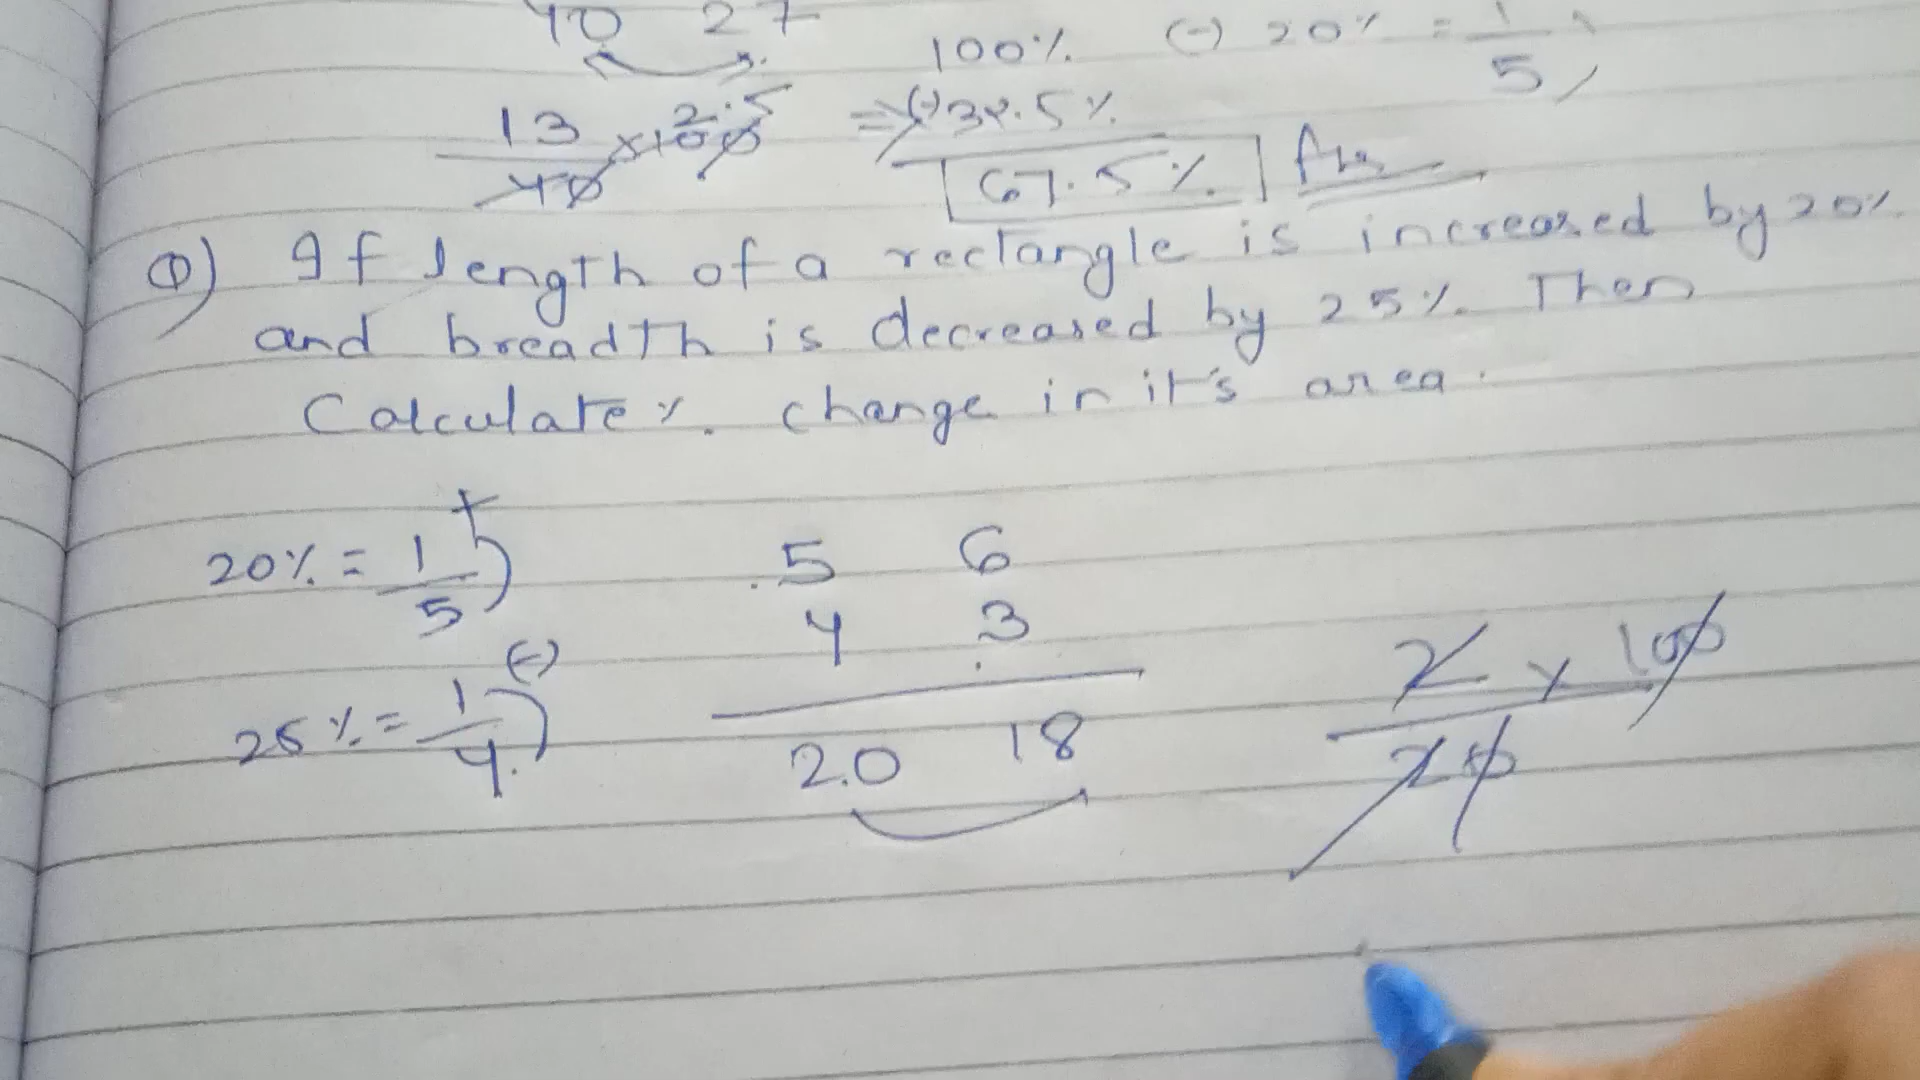 40 27
100% (-) 20% = 1/5
13/40 x 100 2.5 => (-) 32.5%
67.5%
Q) If length of a rectangle is increased by 20%
and breadth is decreased by 25%. Then
Calculate %. change in it's area.
20% = 1/5 + 5 6
4 3
25% = 1/4 (-) 20 18
2 x 100
20